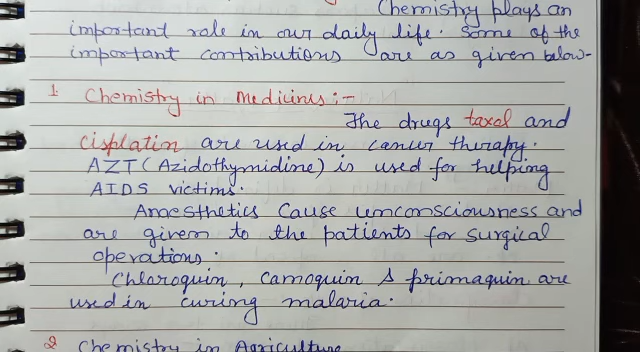 Chemistry plays an
important role in our daily life. Some of the
important contributions are as given below-
1. Chemistry in Medicines :-
The drugs taxol and
cisplatin are used in cancer therapy.
AZT (Azidothymidine) is used for helping
AIDS victims.
Anaesthetics cause unconsciousness and
are given to the patients for surgical
operations.
Chloroquin, Camoquin & primaquin are
used in curing malaria.
2 Chemistry in Agriculture